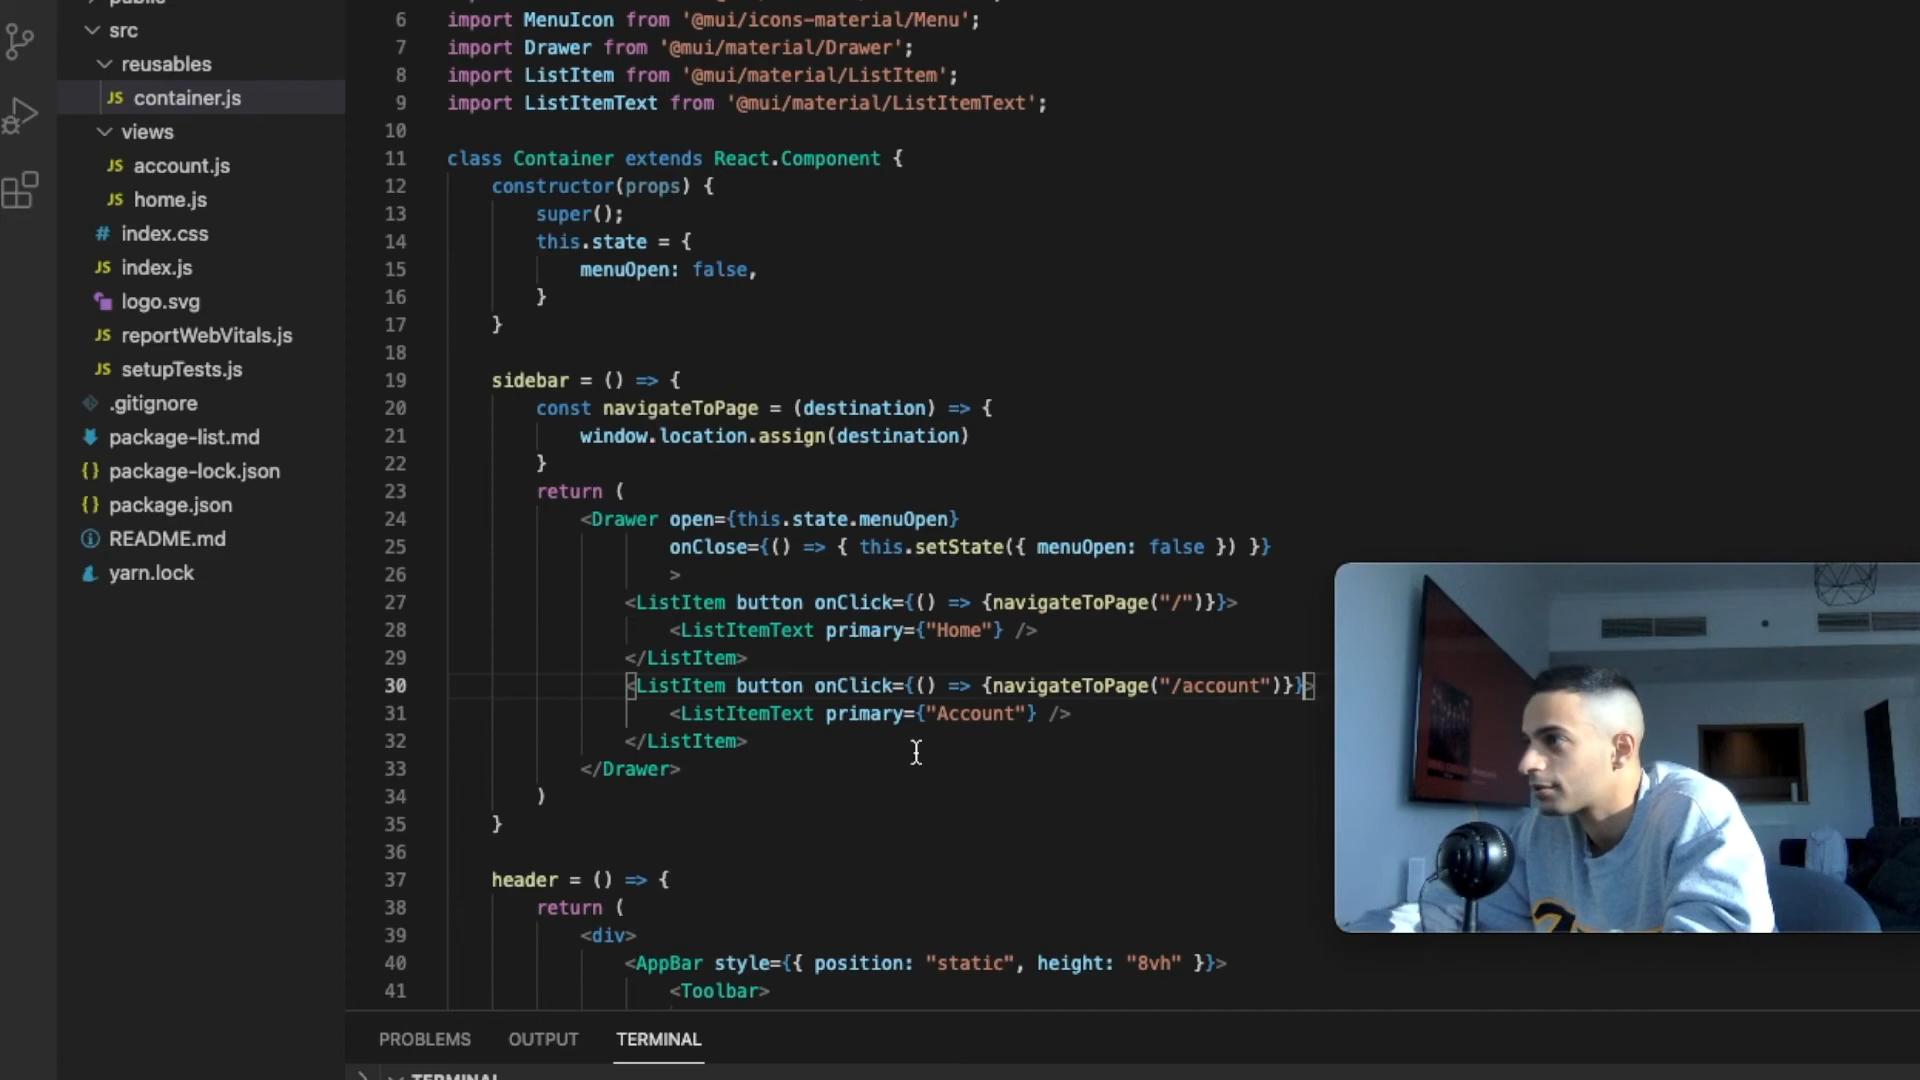 public
src
reusables
JS container.js
views
JS account.js
JS home.js
# index.css
JS index.js
logo.svg
JS reportWebVitals.js
JS setupTests.js
.gitignore
package-list.md
{} package-lock.json
{} package.json
README.md
yarn.lock
6 import MenuIcon from '@mui/icons-material/Menu';
7 import Drawer from '@mui/material/Drawer';
8 import ListItem from '@mui/material/ListItem';
9 import ListItemText from '@mui/material/ListItemText';
10
11 class Container extends React.Component {
12 constructor(props) {
13 super();
14 this.state = {
15 menuOpen: false,
16 }
17 }
18
19 sidebar = () => {
20 const navigateToPage = (destination) => {
21 window.location.assign(destination)
22 }
23 return (
24 <Drawer open={this.state.menuOpen}
25 onClose={() => { this.setState({ menuOpen: false }) }}
26 >
27 <ListItem button onClick={() => {navigateToPage("/")}}>
28 <ListItemText primary={"Home"} />
29 </ListItem>
30 <ListItem button onClick={() => {navigateToPage("/account")}}>
31 <ListItemText primary={"Account"} />
32 </ListItem>
33 </Drawer>
34 )
35 }
36
37 header = () => {
38 return (
39 <div>
40 <AppBar style={{ position: "static", height: "8vh" }}>
41 <Toolbar>
PROBLEMS OUTPUT TERMINAL
TERMINAL